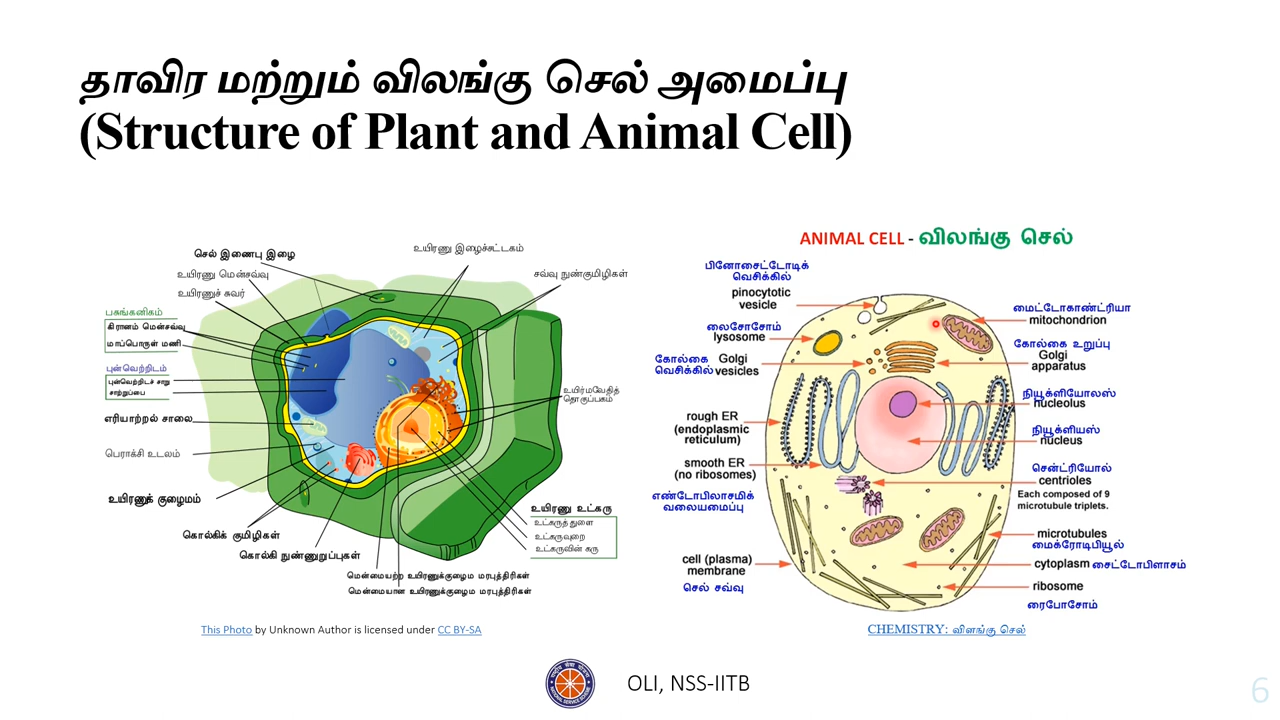 தாவிர மற்றும் விலங்கு செல் அமைப்பு
(Structure of Plant and Animal Cell)
செல் இணைபு இழை
உயிரணு மென்சவ்வு
உயிரணுச் சுவர்
உயிரணு இழைச்சுட்டகம்
சவ்வு நுண்குமிழிகள்
பசுங்கனிகம்
கிரானம் மென்சவ்வு
மாப்பொருள் மணி
புன்வெற்றிடம்
புன்வெற்றிடச் சாறு
சாற்றுப்பை
எரியாற்றல் சாலை
பெராக்சி உடலம்
உயிரணுக் குழைமம்
கொல்கிக் குமிழிகள்
கொல்கி நுண்ணுறுப்புகள்
மென்மையற்ற உயிரணுக்குழைம மரபுத்திரிகள்
மென்மையான உயிரணுக்குழைம மரபுத்திரிகள்
உயிர்மவேதித்
தொகுப்பகம்
உயிரணு உட்கரு
உட்கருத் துளை
உட்கருவுறை
உட்கருவின் கரு
This Photo by Unknown Author is licensed under CC BY-SA
ANIMAL CELL - விலங்கு செல்
பினோசைட்டோடிக்
வெசிக்கில்
pinocytotic
vesicle
லைசோசோம்
lysosome
கோல்கை
வெசிக்கில்
Golgi
vesicles
rough ER
(endoplasmic
reticulum)
smooth ER
(no ribosomes)
எண்டோபிலாசமிக்
வலையமைப்பு
cell (plasma)
membrane
செல் சவ்வு
மைட்டோகாண்ட்ரியா
mitochondrion
கோல்கை உறுப்பு
Golgi
apparatus
நியூக்ளியோலஸ்
nucleolus
நியூக்ளியஸ்
nucleus
சென்ட்ரியோல்
centrioles
Each composed of 9
microtubule triplets.
microtubules
மைக்ரோடிபியூல்
cytoplasm சைட்டோபிளாசம்
ribosome
ரைபோசோம்
CHEMISTRY: விளங்கு செல்
OLI, NSS-IITB
6